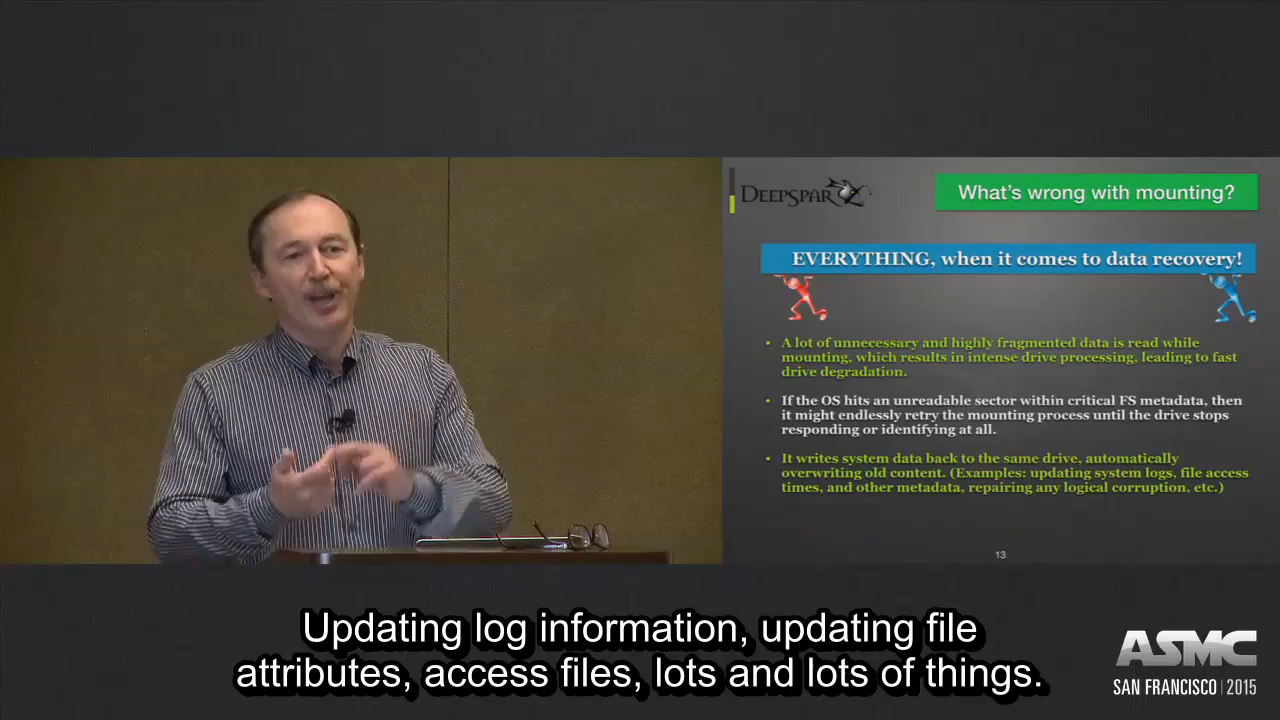 DEEPSPAR
What's wrong with mounting?
EVERYTHING, when it comes to data recovery!
• A lot of unnecessary and highly fragmented data is read while
mounting, which results in intense drive processing, leading to fast
drive degradation.
• If the OS hits an unreadable sector within critical FS metadata, then
it might endlessly retry the mounting process until the drive stops
responding or identifying at all.
• It writes system data back to the same drive, automatically
overwriting old content. (Examples: updating system logs, file access
times, and other metadata, repairing any logical corruption, etc.)
13
Updating log information, updating file
attributes, access files, lots and lots of things.
ASMC
SAN FRANCISCO | 2015